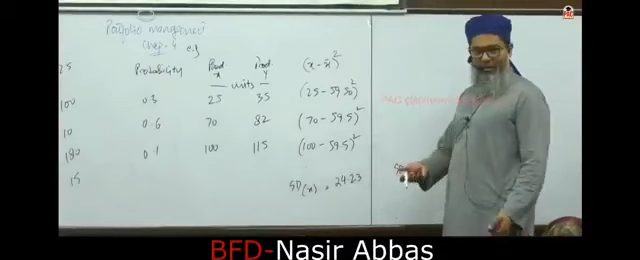 PAC
Portfolio management
Chap-4 e.g
25 Probability Prod x Prod y (x - x̄)²
units
100 0.3 25 35 (25 - 59.50)²
10 0.6 70 82 (70 - 59.5)²
180 0.1 100 115 (100 - 59.5)²
15 SD(x) = 24.23
BFD-Nasir Abbas